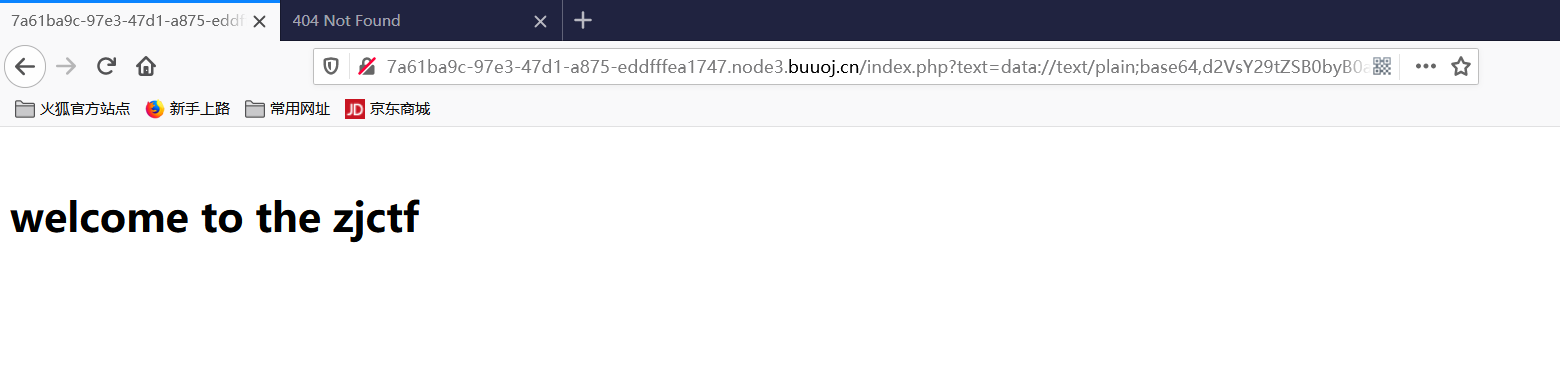 7a61ba9c-97e3-47d1-a875-eddf
404 Not Found
7a61ba9c-97e3-47d1-a875-eddfffea1747.node3.buuoj.cn/index.php?text=data://text/plain;base64,d2VsY29tZSB0byB0a
火狐官方站点 新手上路 常用网址 JD 京东商城
welcome to the zjctf